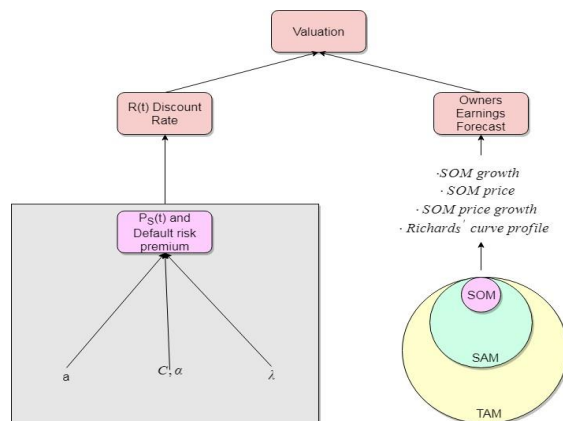 Valuation
R(t) Discount
Rate
Owners
Earnings
Forecast
·SOM growth
· SOM price
· SOM price growth
· Richards' curve profile
P_S(t) and
Default risk
premium
a
C, α
λ
SOM
SAM
TAM